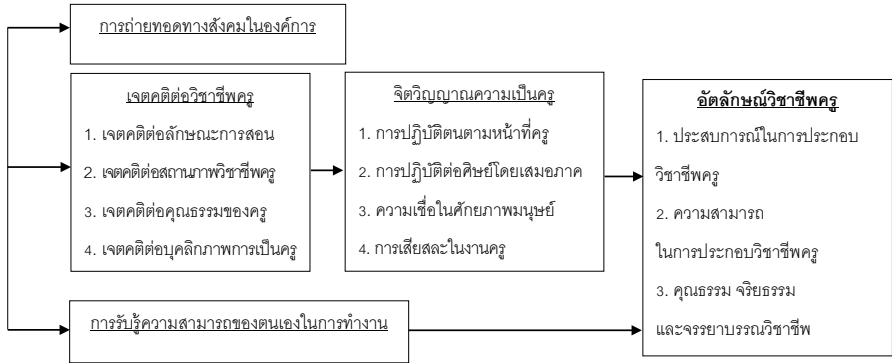 การถ่ายทอดทางสังคมในองค์การ
เจตคติต่อวิชาชีพครู
1. เจตคติต่อลักษณะการสอน
2. เจตคติต่อสถานภาพวิชาชีพครู
3. เจตคติต่อคุณธรรมของครู
4. เจตคติต่อบุคลิกภาพการเป็นครู
จิตวิญญาณความเป็นครู
1. การปฏิบัติตนตามหน้าที่ครู
2. การปฏิบัติต่อศิษย์โดยเสมอภาค
3. ความเชื่อในศักยภาพมนุษย์
4. การเสียสละในงานครู
อัตลักษณ์วิชาชีพครู
1. ประสบการณ์ในการประกอบ
วิชาชีพครู
2. ความสามารถ
ในการประกอบวิชาชีพครู
3. คุณธรรม จริยธรรม
และจรรยาบรรณวิชาชีพ
การรับรู้ความสามารถของตนเองในการทำงาน